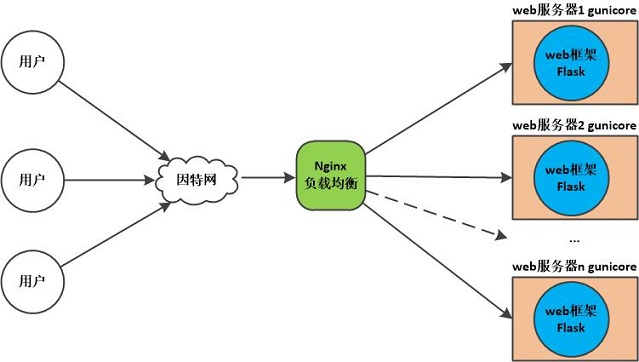 web服务器1 gunicore
用户
web框架
Flask
web服务器2 gunicore
用户
因特网
Nginx
负载均衡
web框架
Flask
...
web服务器n gunicore
用户
web框架
Flask